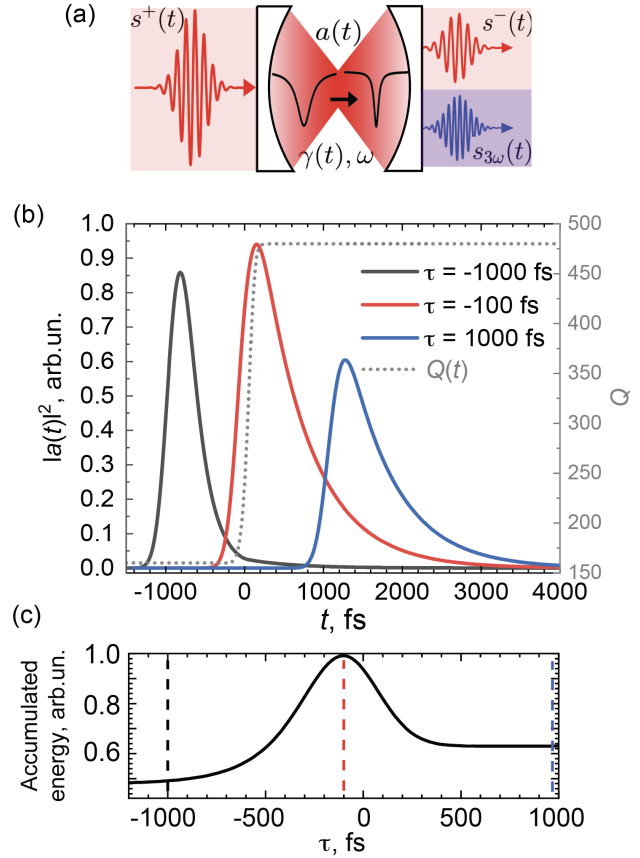 (a)
s⁺(t)
a(t)
s⁻(t)
γ(t), ω
s₃ω(t)
(b)
1.0
0.9
0.8
0.7
0.6
0.5
0.4
0.3
0.2
0.1
0.0
|a(t)|², arb.un.
τ = -1000 fs
τ = -100 fs
τ = 1000 fs
Q(t)
500
450
400
350
300
250
200
150
Q
-1000 0 1000 2000 3000 4000
t, fs
(c)
1.0
0.8
0.6
Accumulated
energy, arb.un.
-1000 -500 0 500 1000
τ, fs